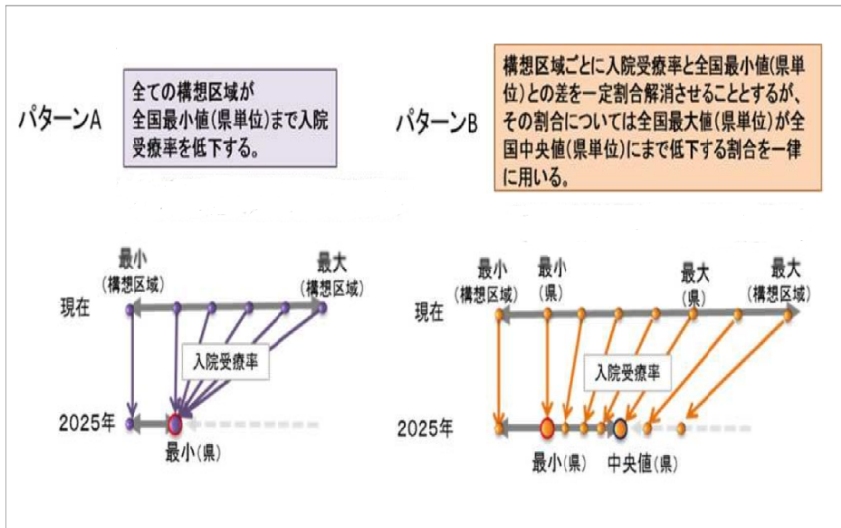 パターンA
全ての構想区域が
全国最小値(県単位)まで入院
受療率を低下する。
最小
(構想区域)
最大
(構想区域)
現在
入院受療率
2025年
最小(県)
パターンB
構想区域ごとに入院受療率と全国最小値(県単
位)との差を一定割合解消させることとするが、
その割合については全国最大値(県単位)が全
国中央値(県単位)にまで低下する割合を一律
に用いる。
最小
(構想区域)
最小
(県)
最大
(県)
最大
(構想区域)
現在
入院受療率
2025年
最小(県)
中央値(県)